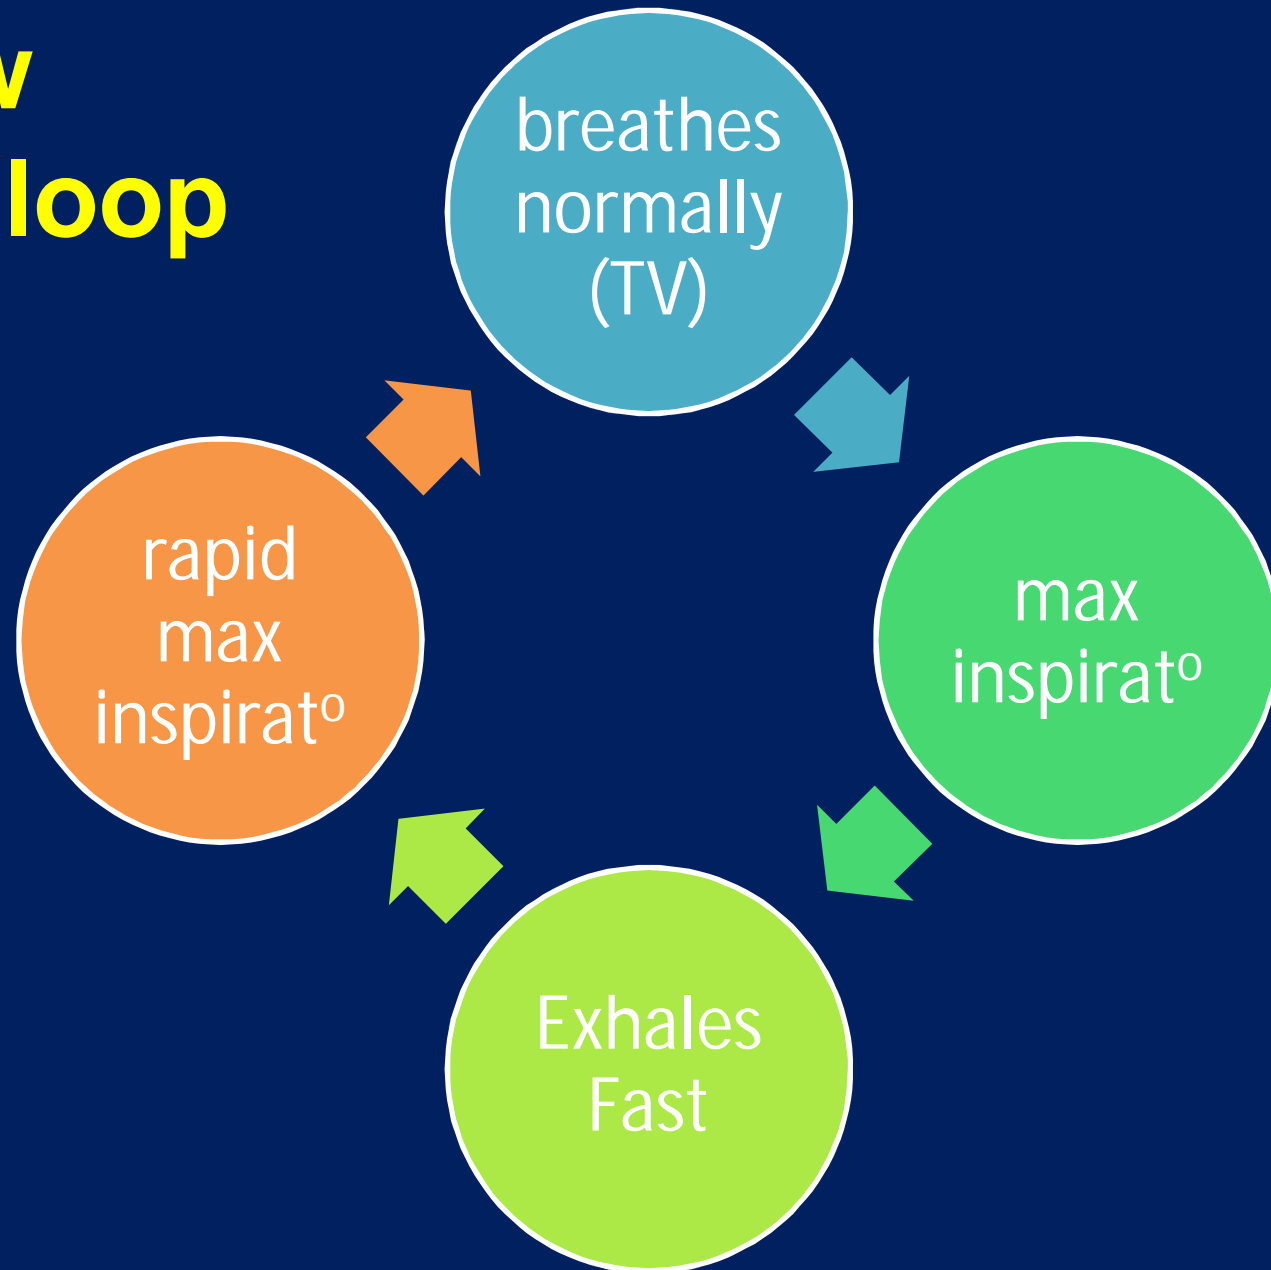 loop
breathes
normally
(TV)
max
inspiratᵒ
Exhales
Fast
rapid
max
inspiratᵒ